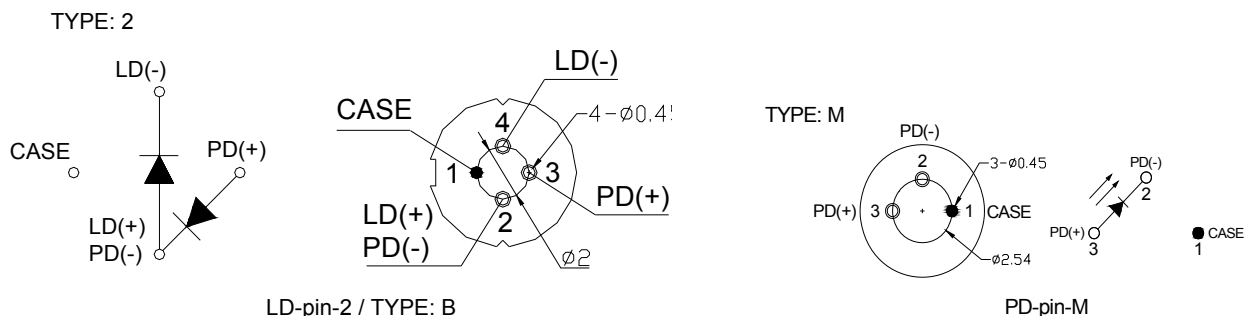 TYPE: 2
LD(-)
CASE
PD(+)
LD(+)
PD(-)
LD(-)
CASE
4
4-Ø0.45
1
3
PD(+)
LD(+)
PD(-)
2
Ø2
LD-pin-2 / TYPE: B
TYPE: M
PD(-)
2
3-Ø0.45
PD(+)
3
1
CASE
Ø2.54
PD(-)
2
PD(+)
3
CASE
1
PD-pin-M